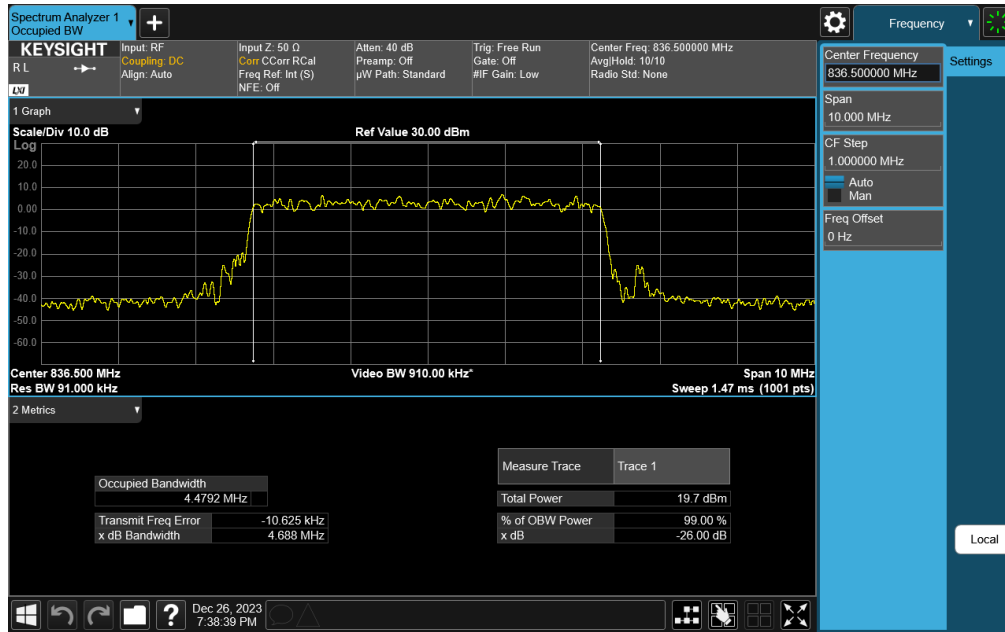 Spectrum Analyzer 1
Occupied BW
+
Frequency
KEYSIGHT
R L
LXI
Input: RF
Coupling: DC
Align: Auto
Input Z: 50 Ω
Corr CCorr RCal
Freq Ref: Int (S)
NFE: Off
Atten: 40 dB
Preamp: Off
µW Path: Standard
Trig: Free Run
Gate: Off
#IF Gain: Low
Center Freq: 836.500000 MHz
Avg|Hold: 10/10
Radio Std: None
Center Frequency
836.500000 MHz
Settings
Span
10.000 MHz
CF Step
1.000000 MHz
Auto
Man
Freq Offset
0 Hz
Local
1 Graph
Scale/Div 10.0 dB
Ref Value 30.00 dBm
Log
20.0
10.0
0.00
-10.0
-20.0
-30.0
-40.0
-50.0
-60.0
Center 836.500 MHz
Video BW 910.00 kHz*
Span 10 MHz
Res BW 91.000 kHz
Sweep 1.47 ms (1001 pts)
2 Metrics
Measure Trace Trace 1
Occupied Bandwidth
4.4792 MHz
Total Power 19.7 dBm
Transmit Freq Error -10.625 kHz
% of OBW Power 99.00 %
x dB Bandwidth 4.688 MHz
x dB -26.00 dB
?
Dec 26, 2023
7:38:39 PM